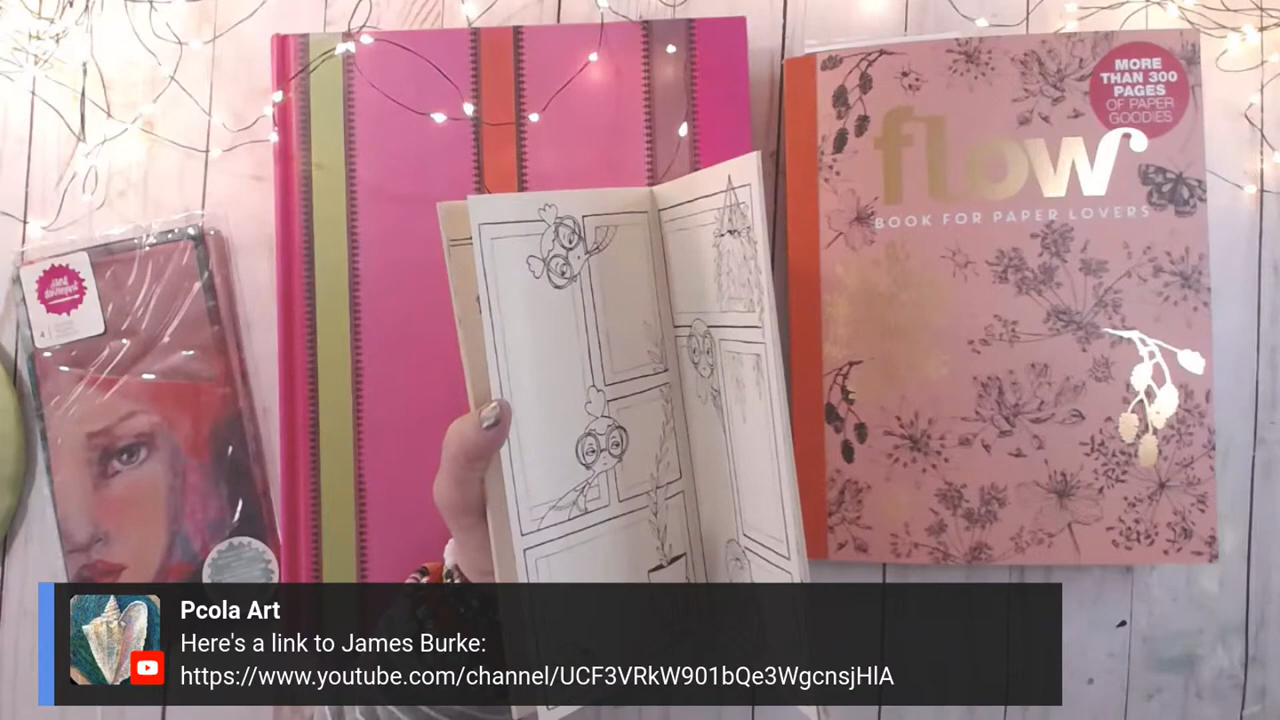 MORE
THAN 300
PAGES
OF PAPER
GOODIES
flow
BOOK FOR PAPER LOVERS
Pcola Art
Here's a link to James Burke:
https://www.youtube.com/channel/UCF3VRkW901bQe3WgcnsjHlA